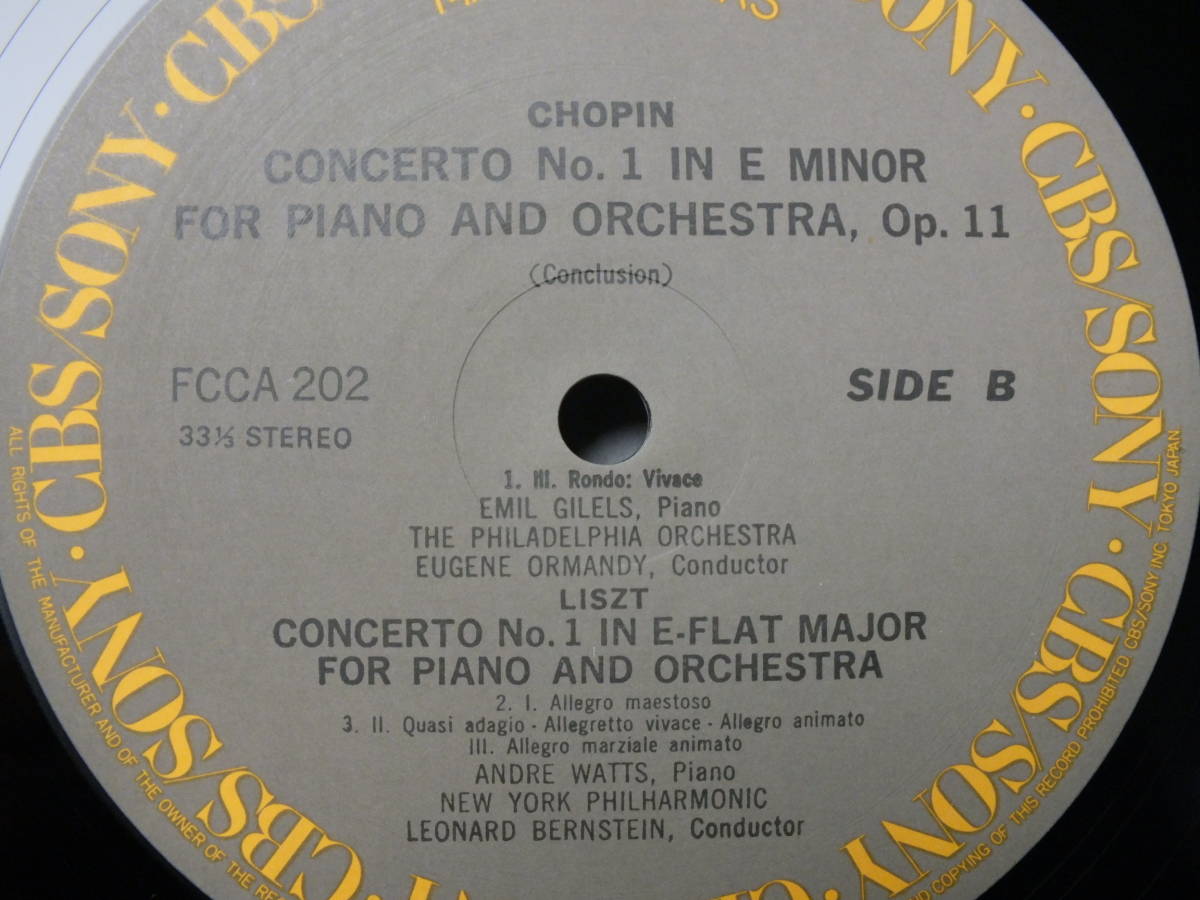 CHOPIN
CONCERTO No. 1 IN E MINOR
FOR PIANO AND ORCHESTRA, Op. 11
(Conclusion)
FCCA 202
33⅓ STEREO
SIDE B
1. III. Rondo: Vivace
EMIL GILELS, Piano
THE PHILADELPHIA ORCHESTRA
EUGENE ORMANDY, Conductor
LISZT
CONCERTO No. 1 IN E-FLAT MAJOR
FOR PIANO AND ORCHESTRA
2. I. Allegro maestoso
3. II. Quasi adagio - Allegretto vivace - Allegro animato
III. Allegro marziale animato
ANDRE WATTS, Piano
NEW YORK PHILHARMONIC
LEONARD BERNSTEIN, Conductor
CBS/SONY · CBS/SONY · CBS/SONY · CBS/SONY · CBS/SONY
ALL RIGHTS OF THE MANUFACTURER AND OF THE OWNER OF THE
COPYING OF THIS RECORD PROHIBITED CBS/SONY INC TOKYO JAPAN